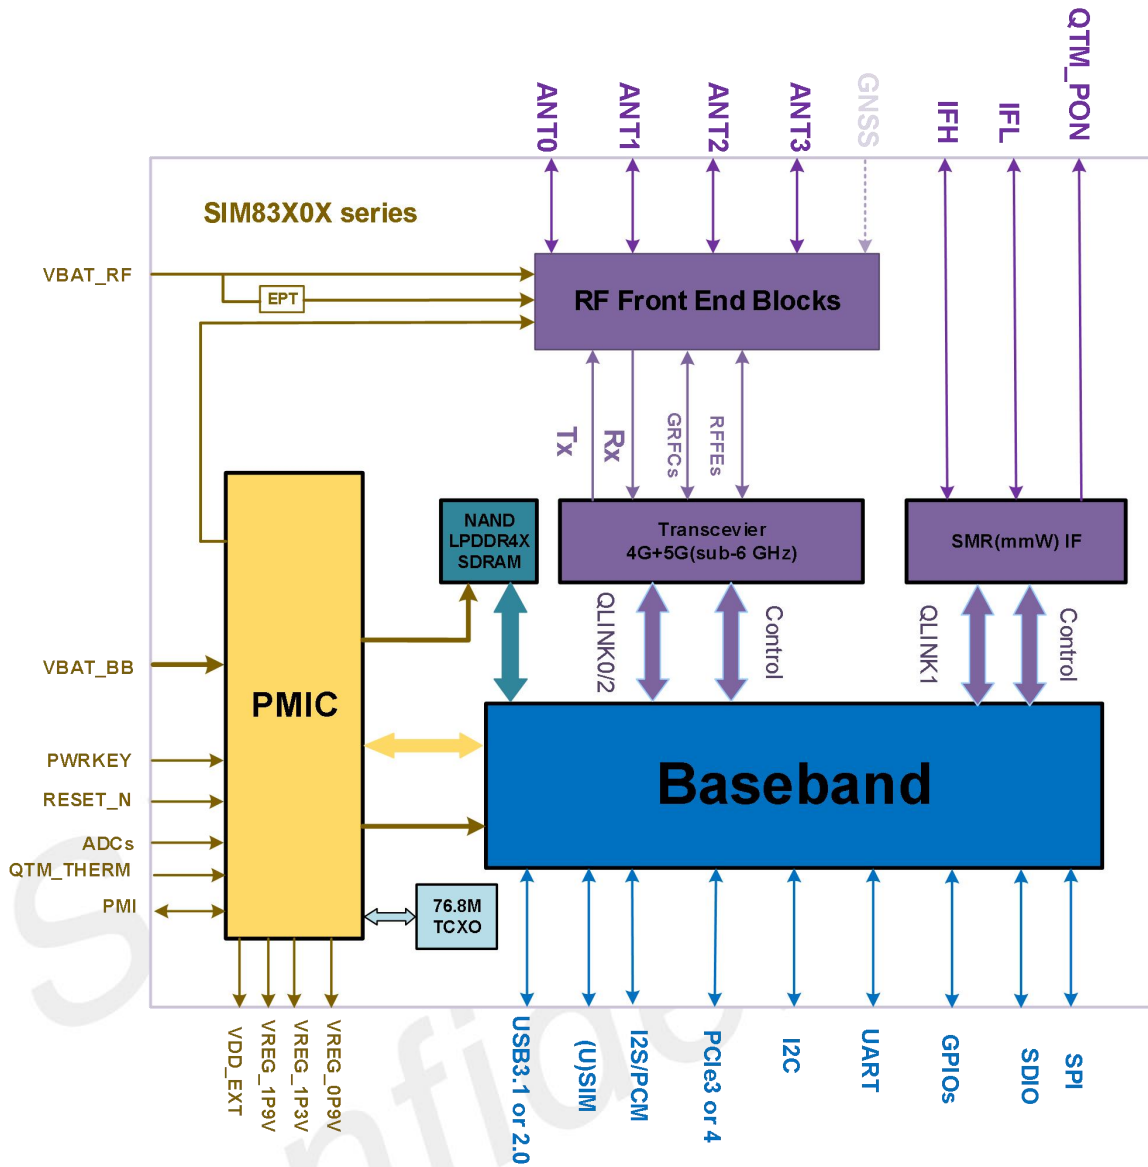 ANT0
ANT1
ANT2
ANT3
GNSS
IFH
IFL
QTM_PON
SIM83X0X series
VBAT_RF
EPT
RF Front End Blocks
Tx
Rx
GRFCs
RFFEs
NAND
LPDDR4X
SDRAM
Transcevier
4G+5G(sub-6 GHz)
SMR(mmW) IF
QLINK0/2
Control
QLINK1
Control
VBAT_BB
PMIC
PWRKEY
RESET_N
ADCs
QTM_THERM
PMI
Baseband
76.8M
TCXO
VDD_EXT
VREG_1P9V
VREG_1P3V
VREG_0P9V
USB3.1 or 2.0
(U)SIM
I2S/PCM
PCIe3 or 4
I2C
UART
GPIOs
SDIO
SPI